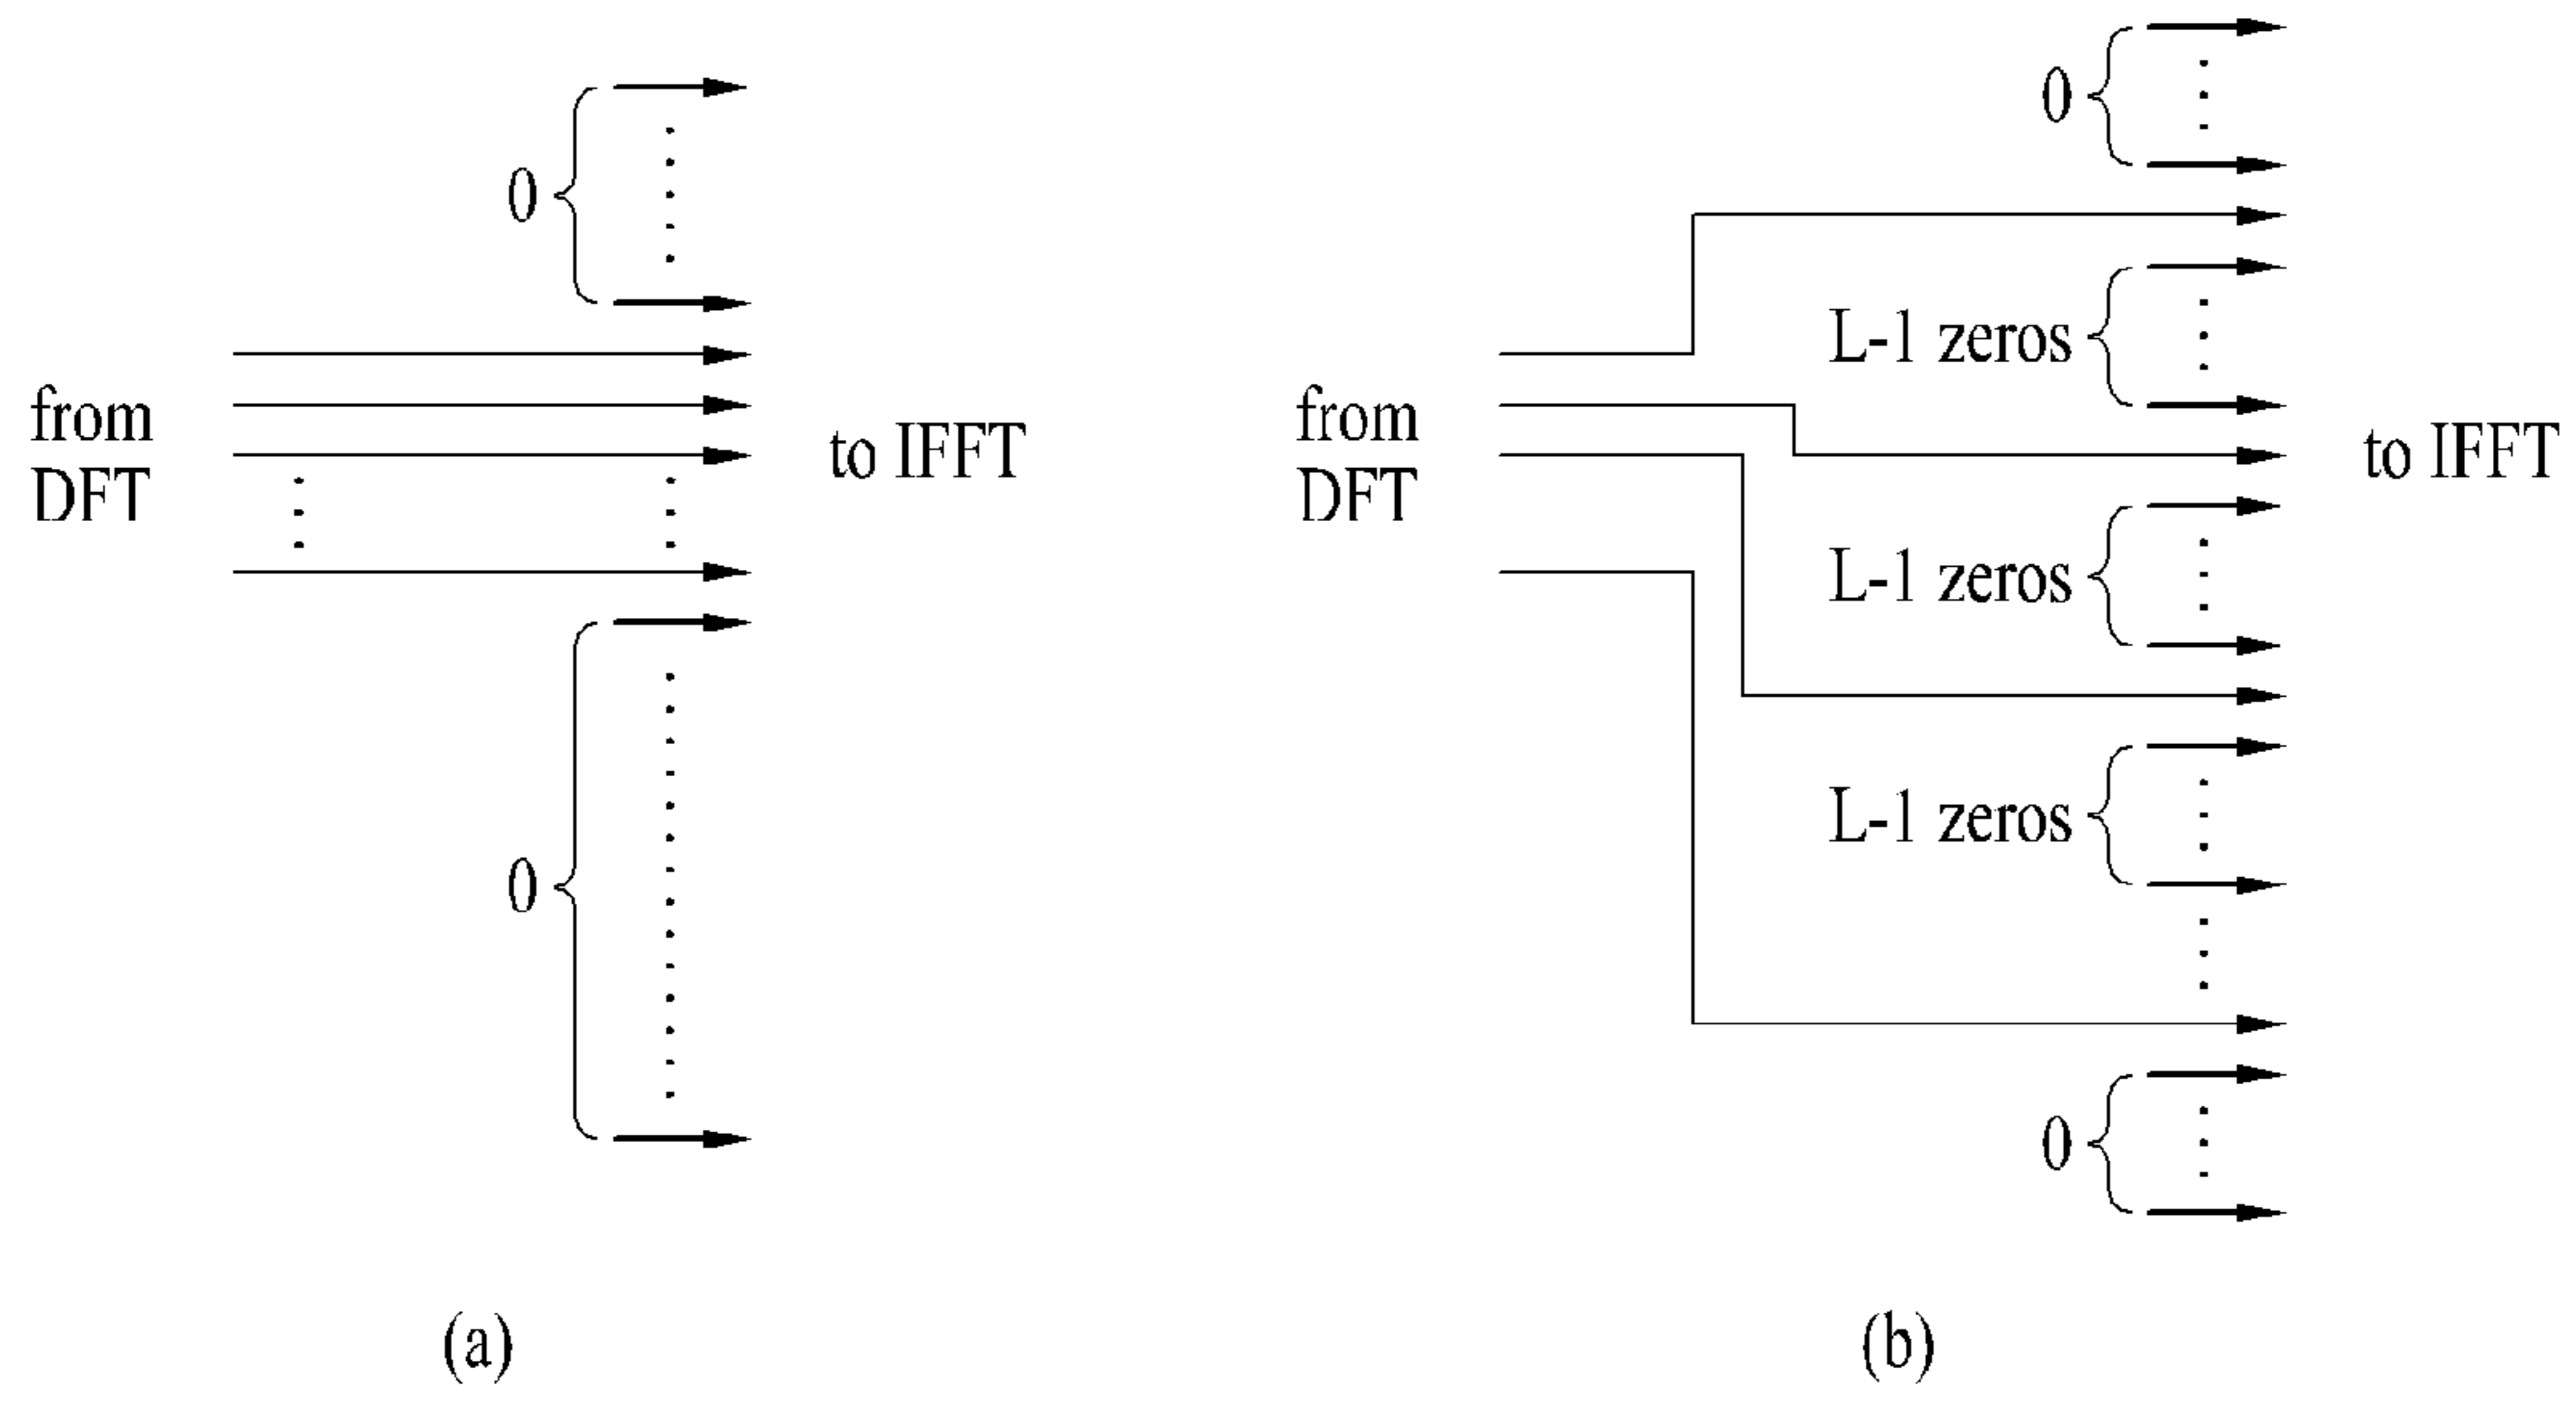 0
from
DFT
to IFFT
0
(a)
0
L-1 zeros
from
DFT
to IFFT
L-1 zeros
L-1 zeros
0
(b)